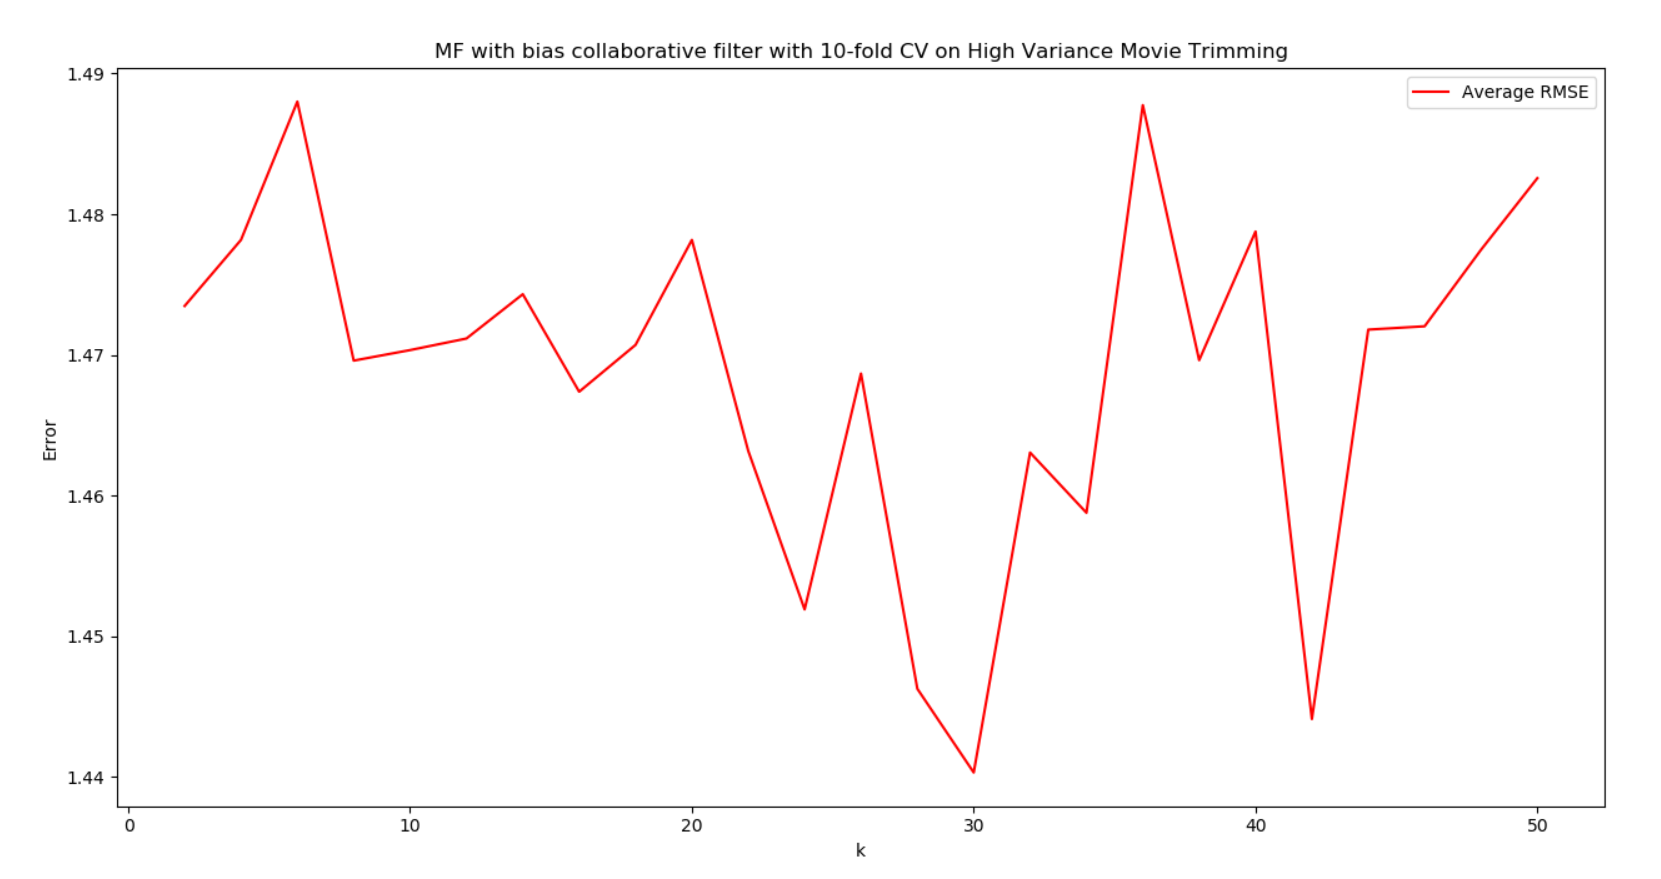 MF with bias collaborative filter with 10-fold CV on High Variance Movie Trimming
Average RMSE
1.49
1.48
1.47
1.46
1.45
1.44
Error
0 10 20 30 40 50
k